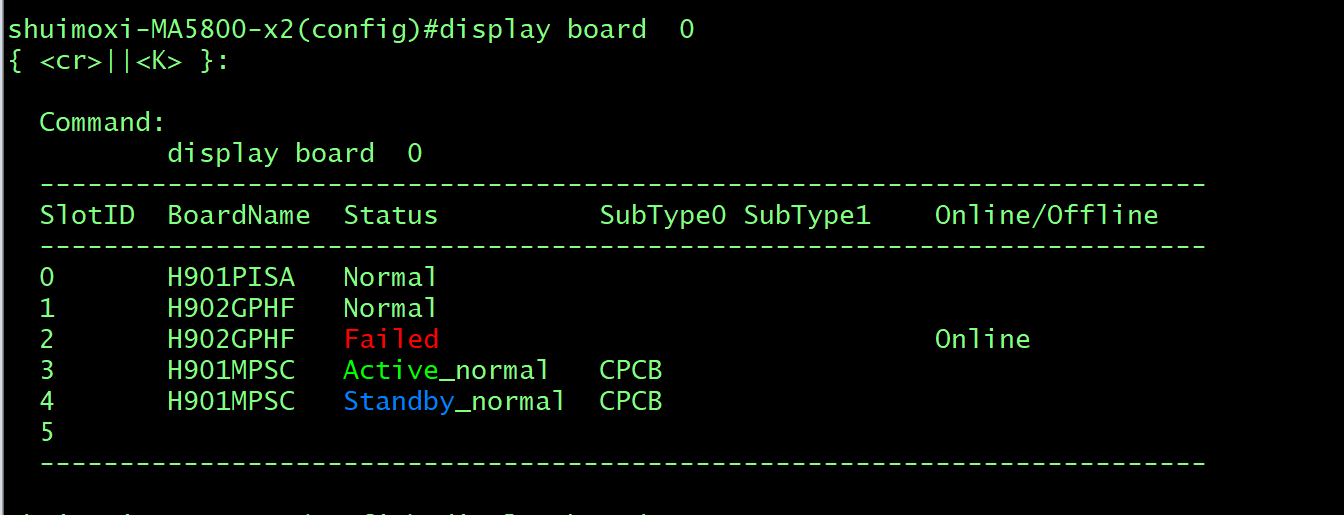 shuimoxi-MA5800-x2(config)#display board  0
{ <cr>||<K> }:
Command:
display board  0
-------------------------------------------------------------------------
SlotID  BoardName  Status          SubType0 SubType1    Online/Offline
-------------------------------------------------------------------------
0       H901PISA   Normal
1       H902GPHF   Normal
2       H902GPHF   Failed                               Online
3       H901MPSC   Active_normal   CPCB
4       H901MPSC   Standby_normal  CPCB
5
-------------------------------------------------------------------------